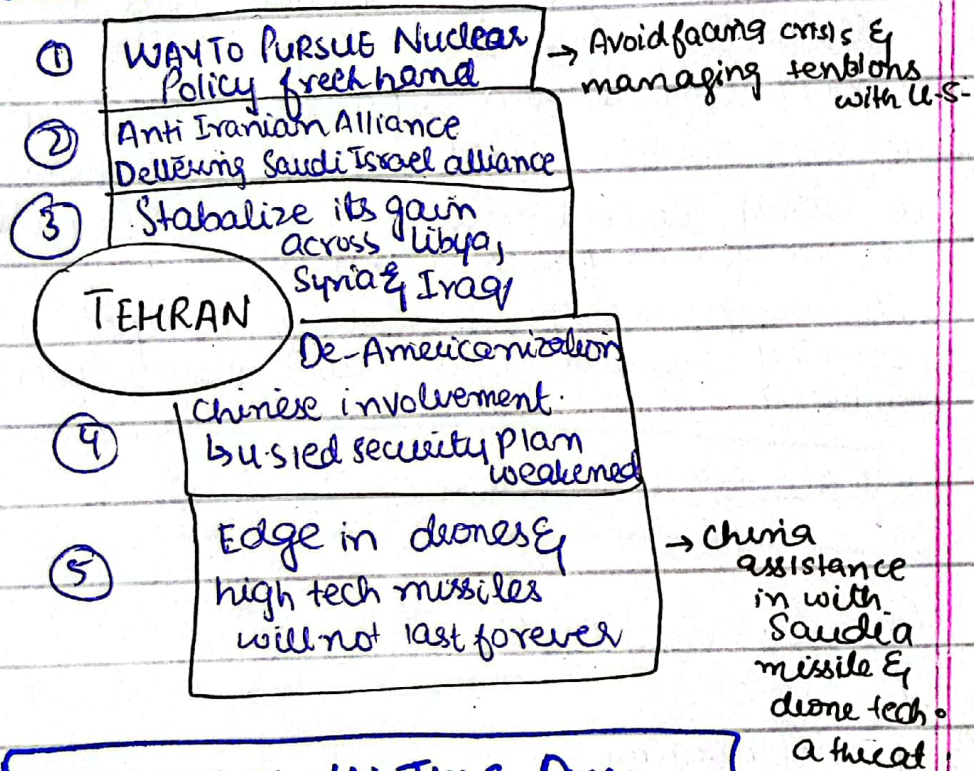 ① WAY TO PURSUE Nuclear
Policy freehhand
→ Avoid facing crisis &
managing tensions
with U.S.
② Anti Iranian Alliance
Dettering Saudi Israel alliance
③ Stabalize its gain
across libya,
Syria & Iraq
TEHRAN
④ De-Americanization
Chinese involvement.
↳ U.S led security plan
weakened
⑤ Edge in drones &
high tech missiles
will not last forever
→ China
assistance
in with
Saudia
missile &
drone tech.
a threat.